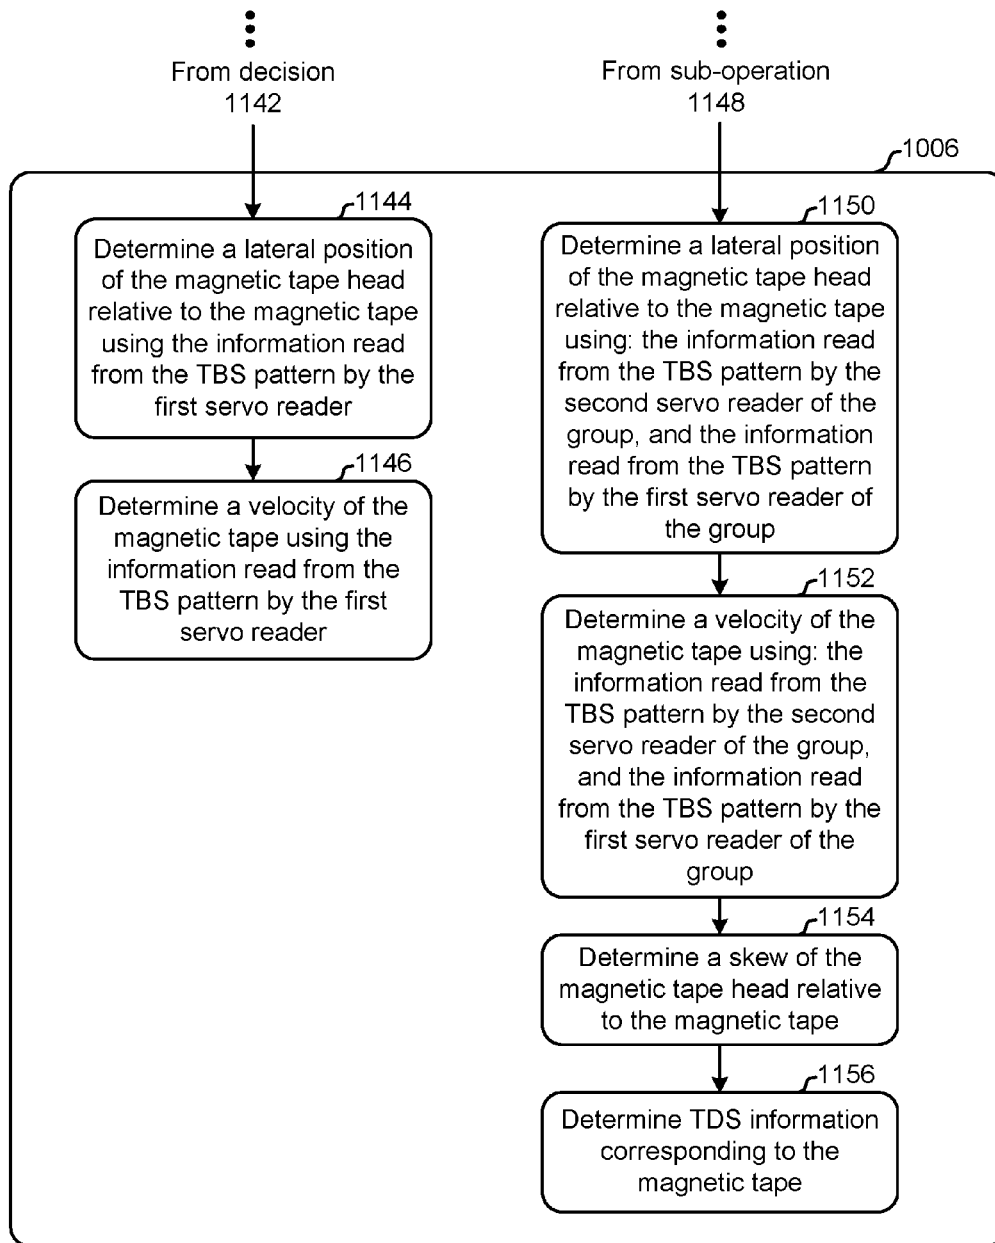 From decision
1142
From sub-operation
1148
1006
1144
Determine a lateral position
of the magnetic tape head
relative to the magnetic tape
using the information read
from the TBS pattern by the
first servo reader
1146
Determine a velocity of the
magnetic tape using the
information read from the
TBS pattern by the first
servo reader
1150
Determine a lateral position
of the magnetic tape head
relative to the magnetic tape
using: the information read
from the TBS pattern by the
second servo reader of the
group, and the information
read from the TBS pattern
by the first servo reader of
the group
1152
Determine a velocity of the
magnetic tape using: the
information read from the
TBS pattern by the second
servo reader of the group,
and the information read
from the TBS pattern by the
first servo reader of the
group
1154
Determine a skew of the
magnetic tape head relative
to the magnetic tape
1156
Determine TDS information
corresponding to the
magnetic tape